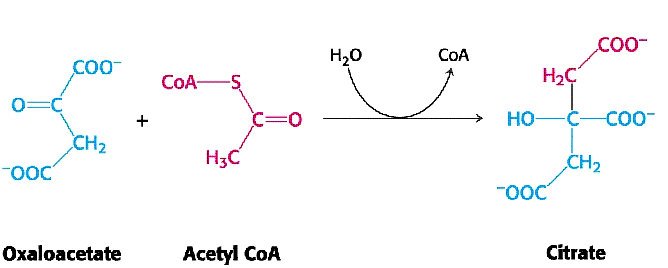 COO⁻
O=C
CH₂
⁻OOC
Oxaloacetate
+
CoA—S
C=O
H₃C
Acetyl CoA
H₂O
CoA
COO⁻
H₂C
HO—C—COO⁻
CH₂
⁻OOC
Citrate